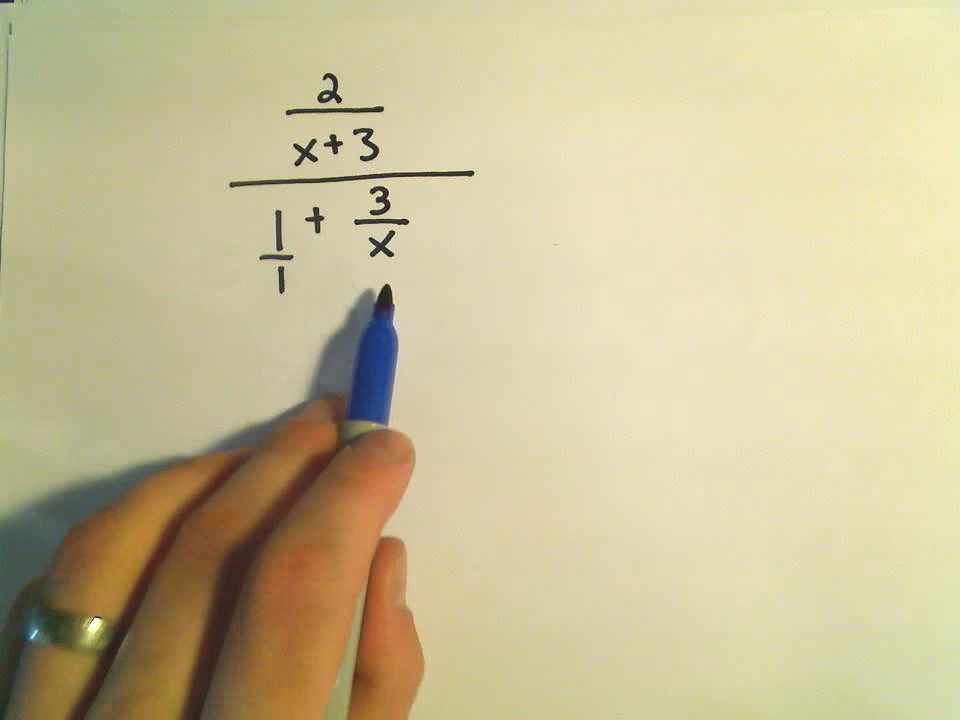 2
x + 3
1 + 3
1 x